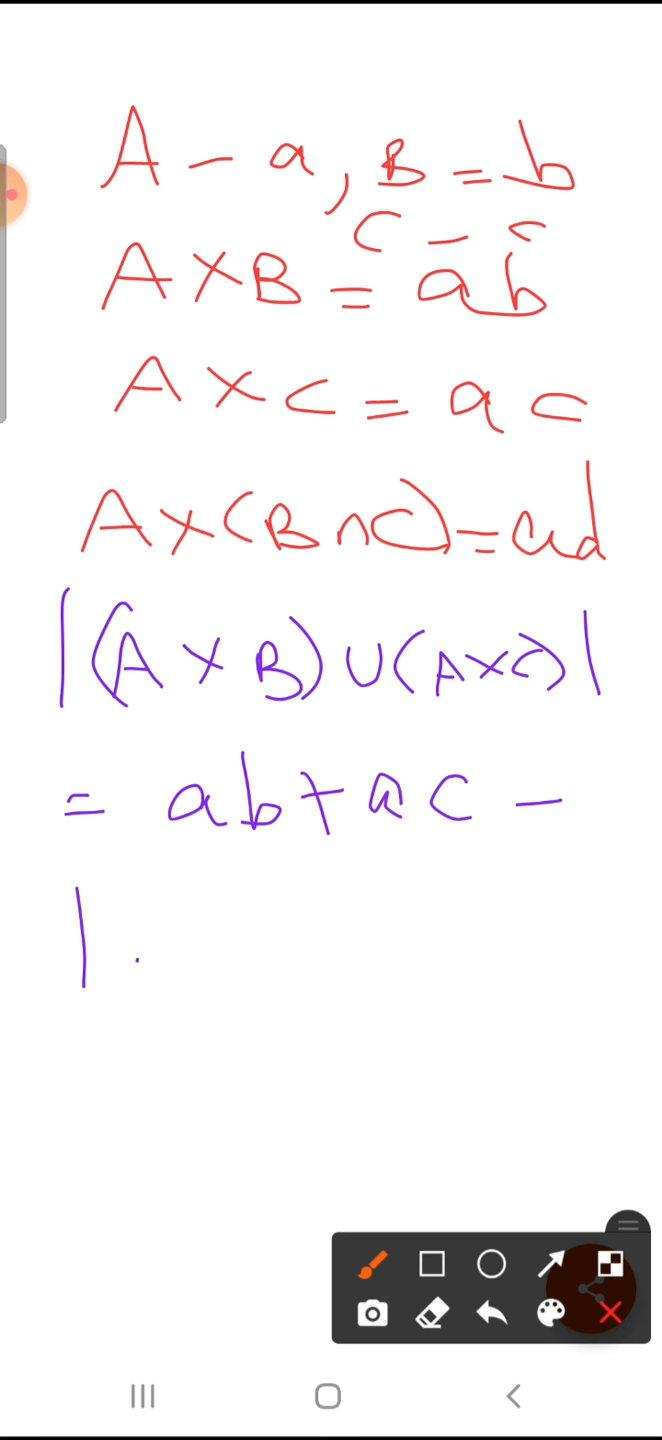 A - a, B = b
C - c
A × B = ab
A × C = ac
A × (B ∩ C) = ad
|(A × B) ∪ (A × C)|
= ab + ac -
| .